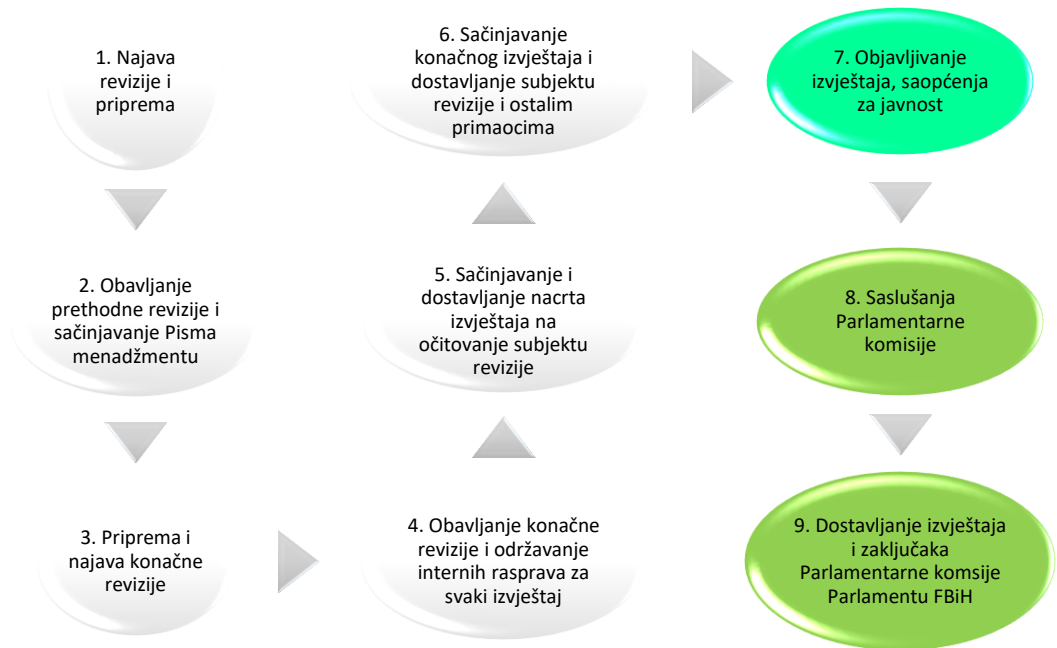 1. Najava
revizije i
priprema
2. Obavljanje
prethodne revizije i
sačinjavanje Pisma
menadžmentu
3. Priprema i
najava konačne
revizije
4. Obavljanje konačne
revizije i održavanje
internih rasprava za
svaki izvještaj
5. Sačinjavanje i
dostavljanje nacrta
izvještaja na
očitovanje subjektu
revizije
6. Sačinjavanje
konačnog izvještaja i
dostavljanje subjektu
revizije i ostalim
primaocima
7. Objavljivanje
izvještaja, saopćenja
za javnost
8. Saslušanja
Parlamentarne
komisije
9. Dostavljanje izvještaja
i zaključaka
Parlamentarne komsije
Parlamentu FBiH